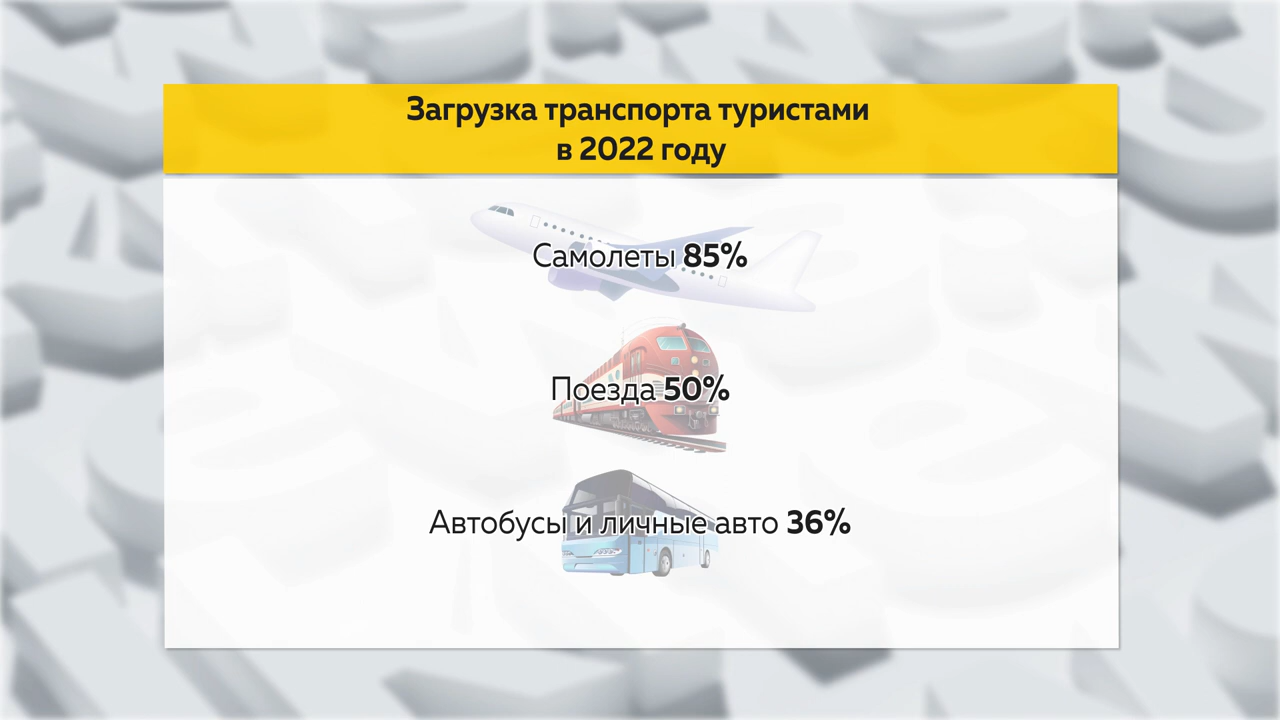 Загрузка транспорта туристами
в 2022 году
Самолеты 85%
Поезда 50%
Автобусы и личные авто 36%